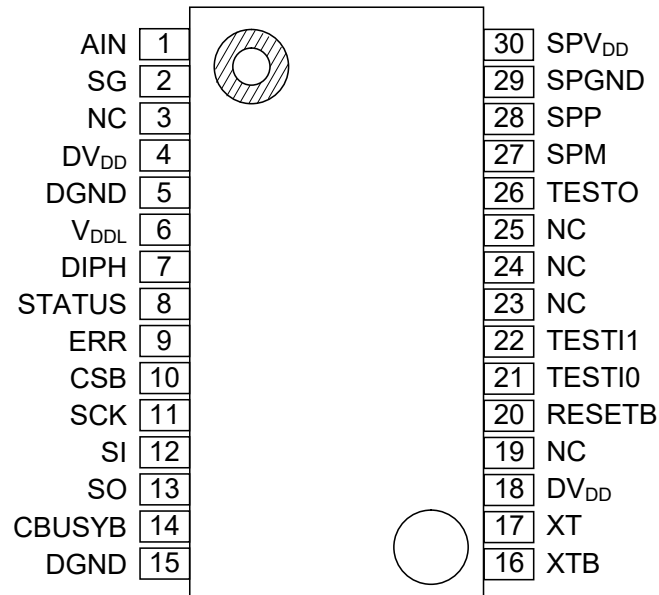 AIN 1 30 SPVDD
SG 2 29 SPGND
NC 3 28 SPP
DVDD 4 27 SPM
DGND 5 26 TESTO
VDDL 6 25 NC
DIPH 7 24 NC
STATUS 8 23 NC
ERR 9 22 TESTI1
CSB 10 21 TESTI0
SCK 11 20 RESETB
SI 12 19 NC
SO 13 18 DVDD
CBUSYB 14 17 XT
DGND 15 16 XTB